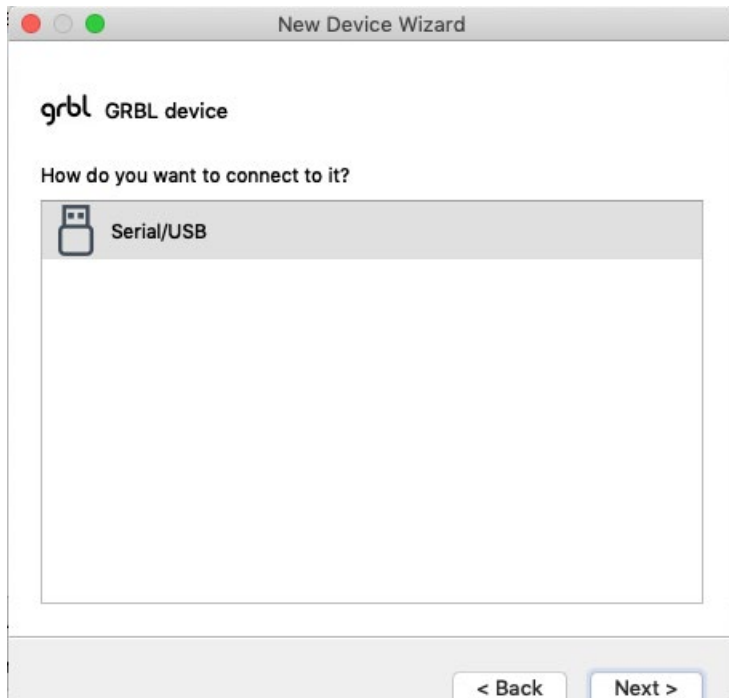 New Device Wizard
grbl GRBL device
How do you want to connect to it?
Serial/USB
< Back Next >